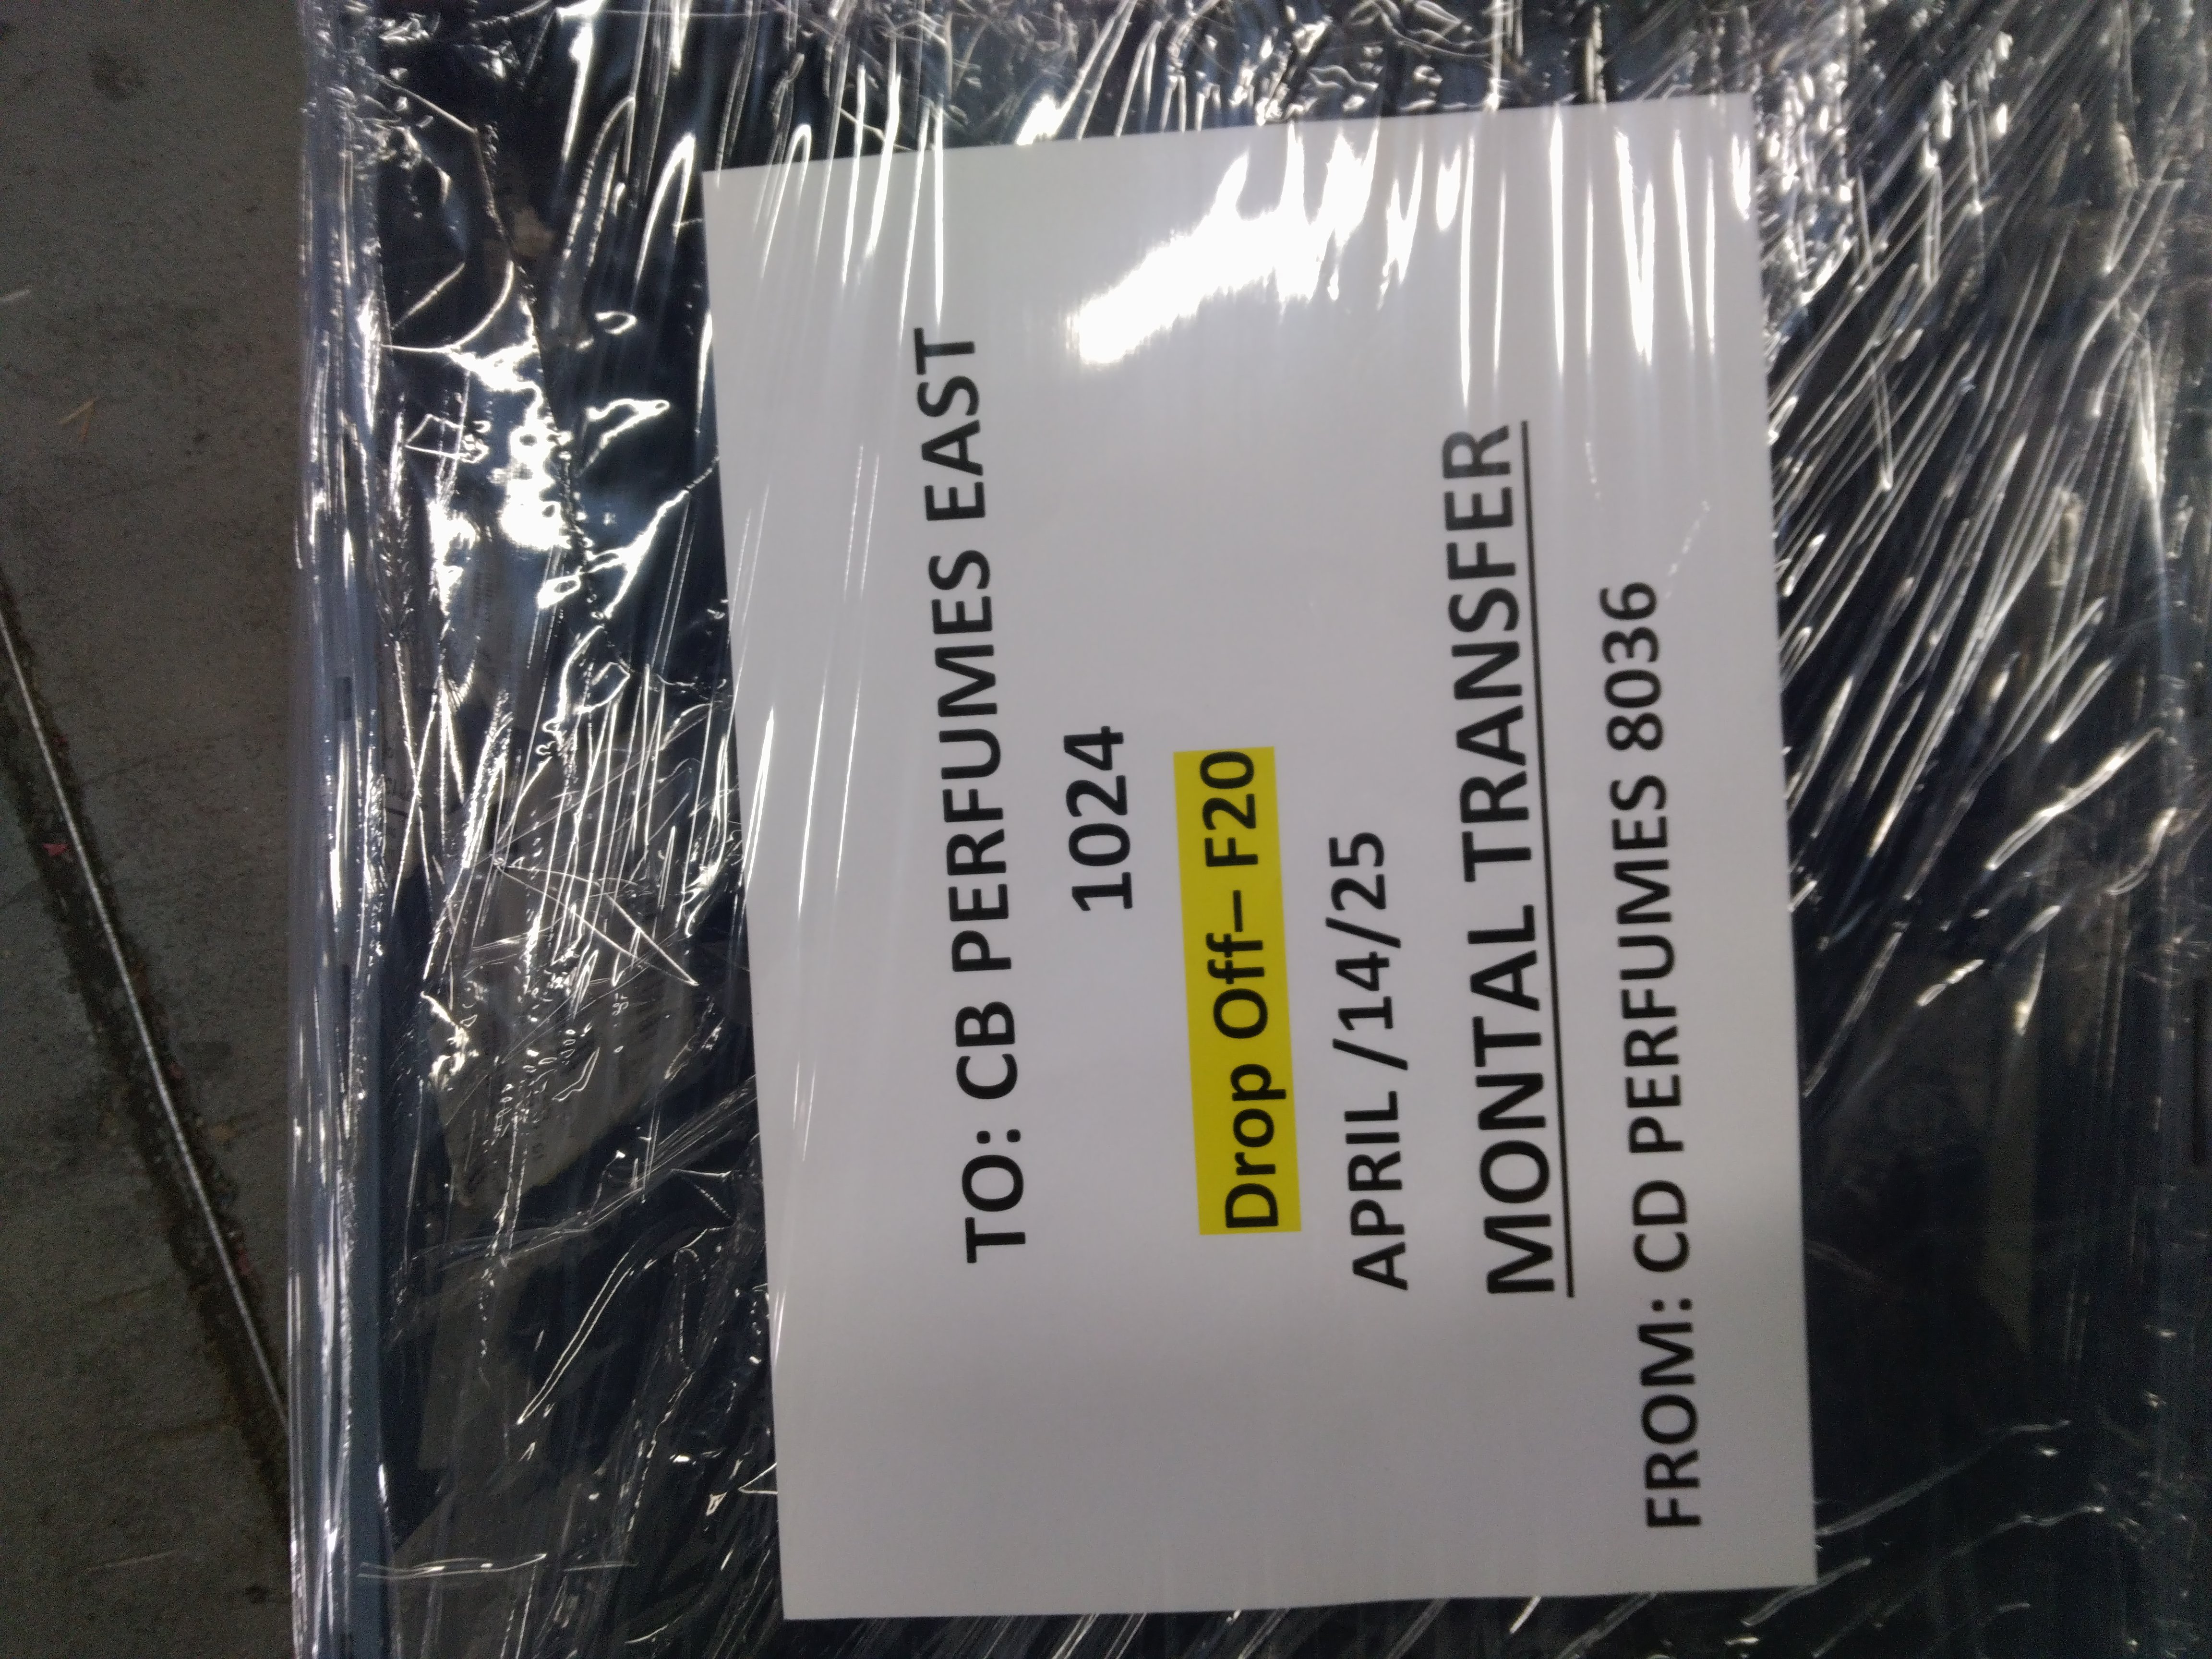 TO: CB PERFUMES EAST
1024
Drop Off– F20
APRIL /14/25
MONTAL TRANSFER
FROM: CD PERFUMES 8036